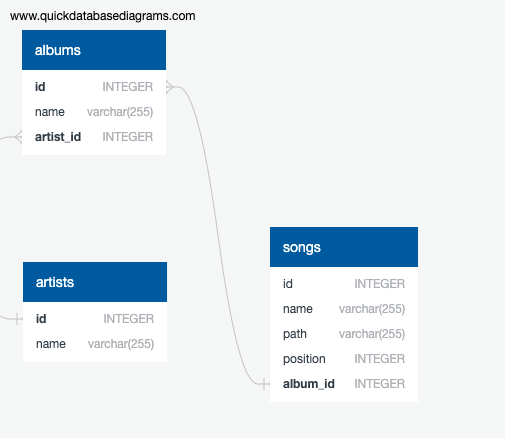 www.quickdatabasediagrams.com
albums
id INTEGER
name varchar(255)
artist_id INTEGER
artists
id INTEGER
name varchar(255)
songs
id INTEGER
name varchar(255)
path varchar(255)
position INTEGER
album_id INTEGER